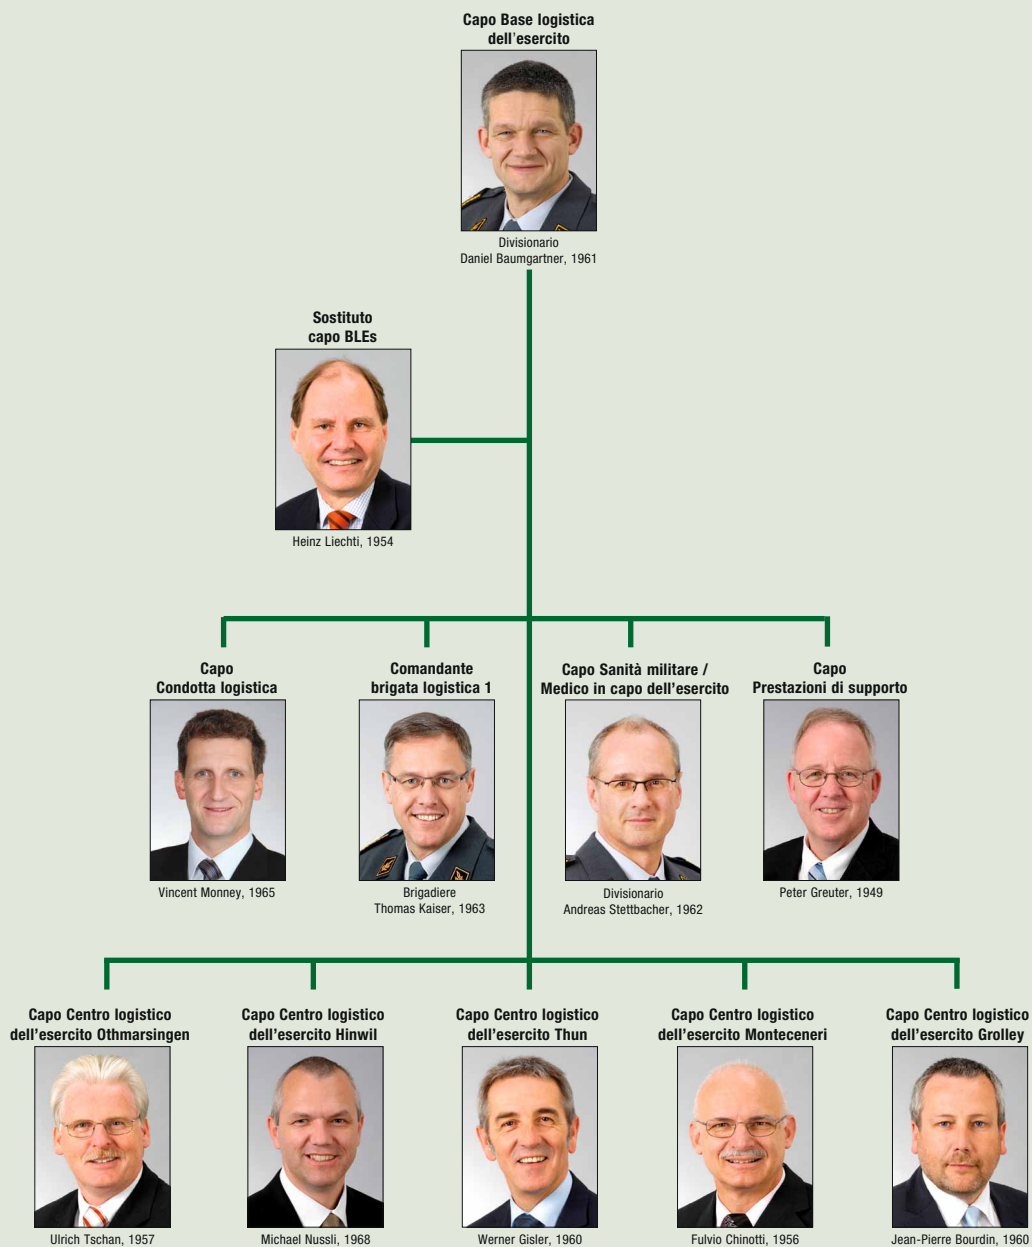 Capo Base logistica
dell'esercito
Divisionario
Daniel Baumgartner, 1961
Sostituto
capo BLEs
Heinz Liechti, 1954
Capo
Condotta logistica
Vincent Monney, 1965
Comandante
brigata logistica 1
Brigadiere
Thomas Kaiser, 1963
Capo Sanità militare /
Medico in capo dell'esercito
Divisionario
Andreas Stettbacher, 1962
Capo
Prestazioni di supporto
Peter Greuter, 1949
Capo Centro logistico
dell'esercito Othmarsingen
Ulrich Tschan, 1957
Capo Centro logistico
dell'esercito Hinwil
Michael Nussli, 1968
Capo Centro logistico
dell'esercito Thun
Werner Gisler, 1960
Capo Centro logistico
dell'esercito Monteceneri
Fulvio Chinotti, 1956
Capo Centro logistico
dell'esercito Grolley
Jean-Pierre Bourdin, 1960